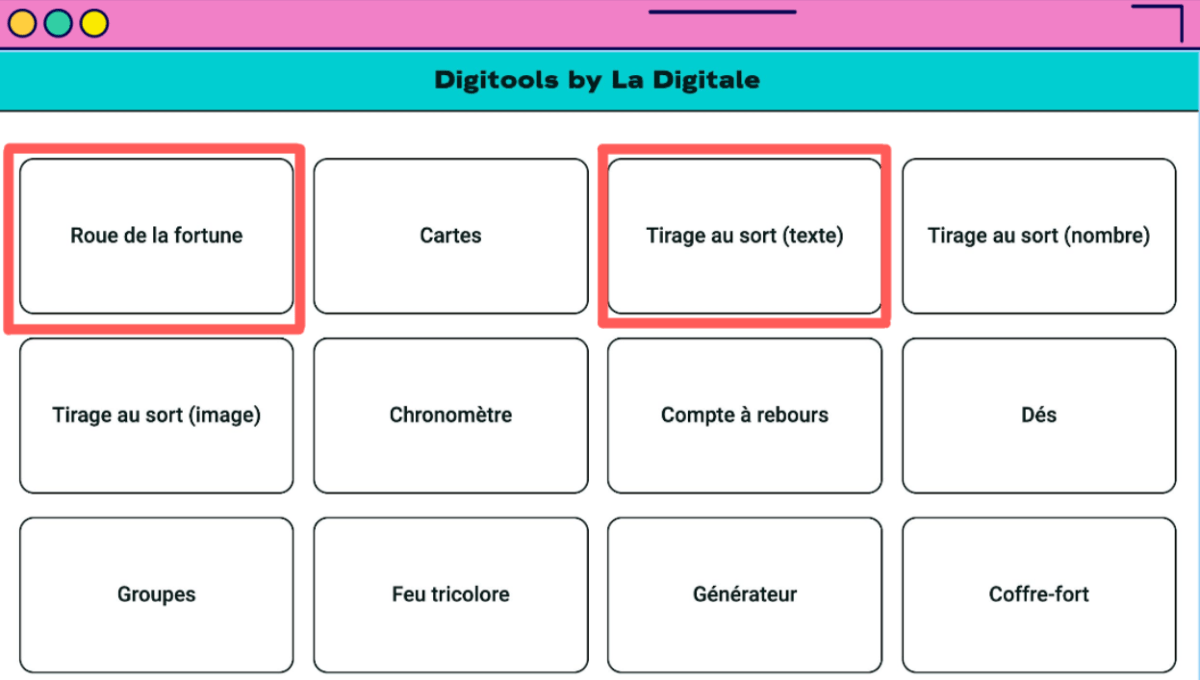 Digitools by La Digitale
Roue de la fortune
Cartes
Tirage au sort (texte)
Tirage au sort (nombre)
Tirage au sort (image)
Chronomètre
Compte à rebours
Dés
Groupes
Feu tricolore
Générateur
Coffre-fort